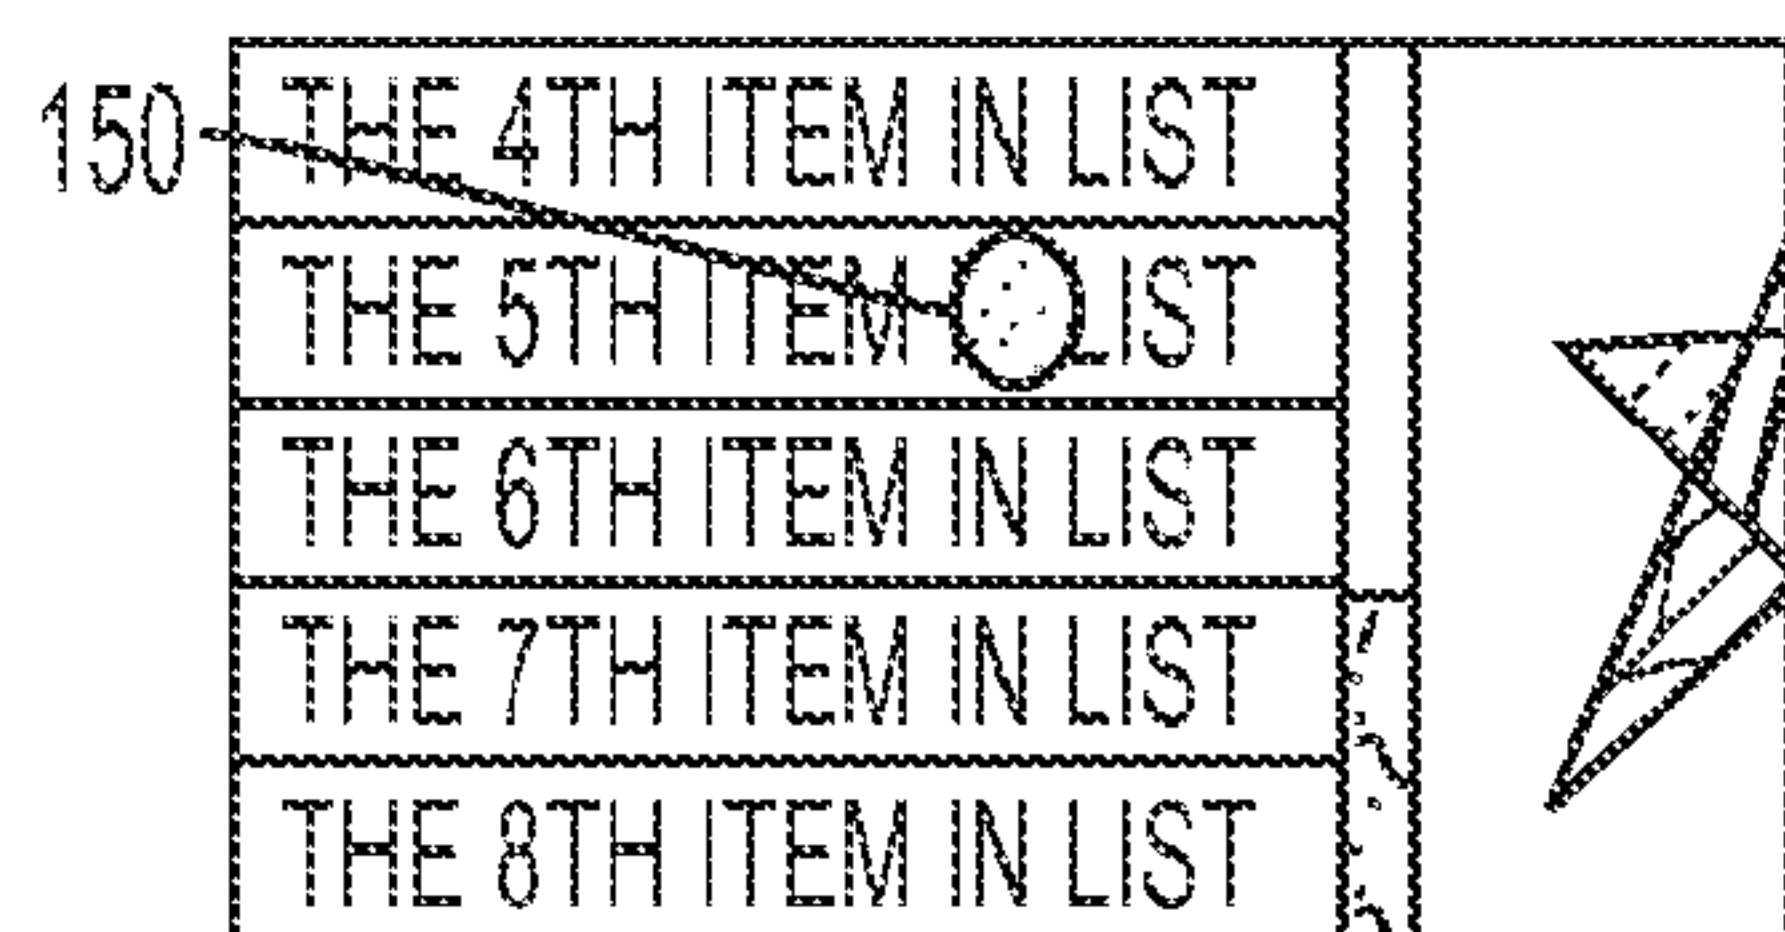 150
THE 4TH ITEM IN LIST
THE 5TH ITEM LIST
THE 6TH ITEM IN LIST
THE 7TH ITEM IN LIST
THE 8TH ITEM IN LIST